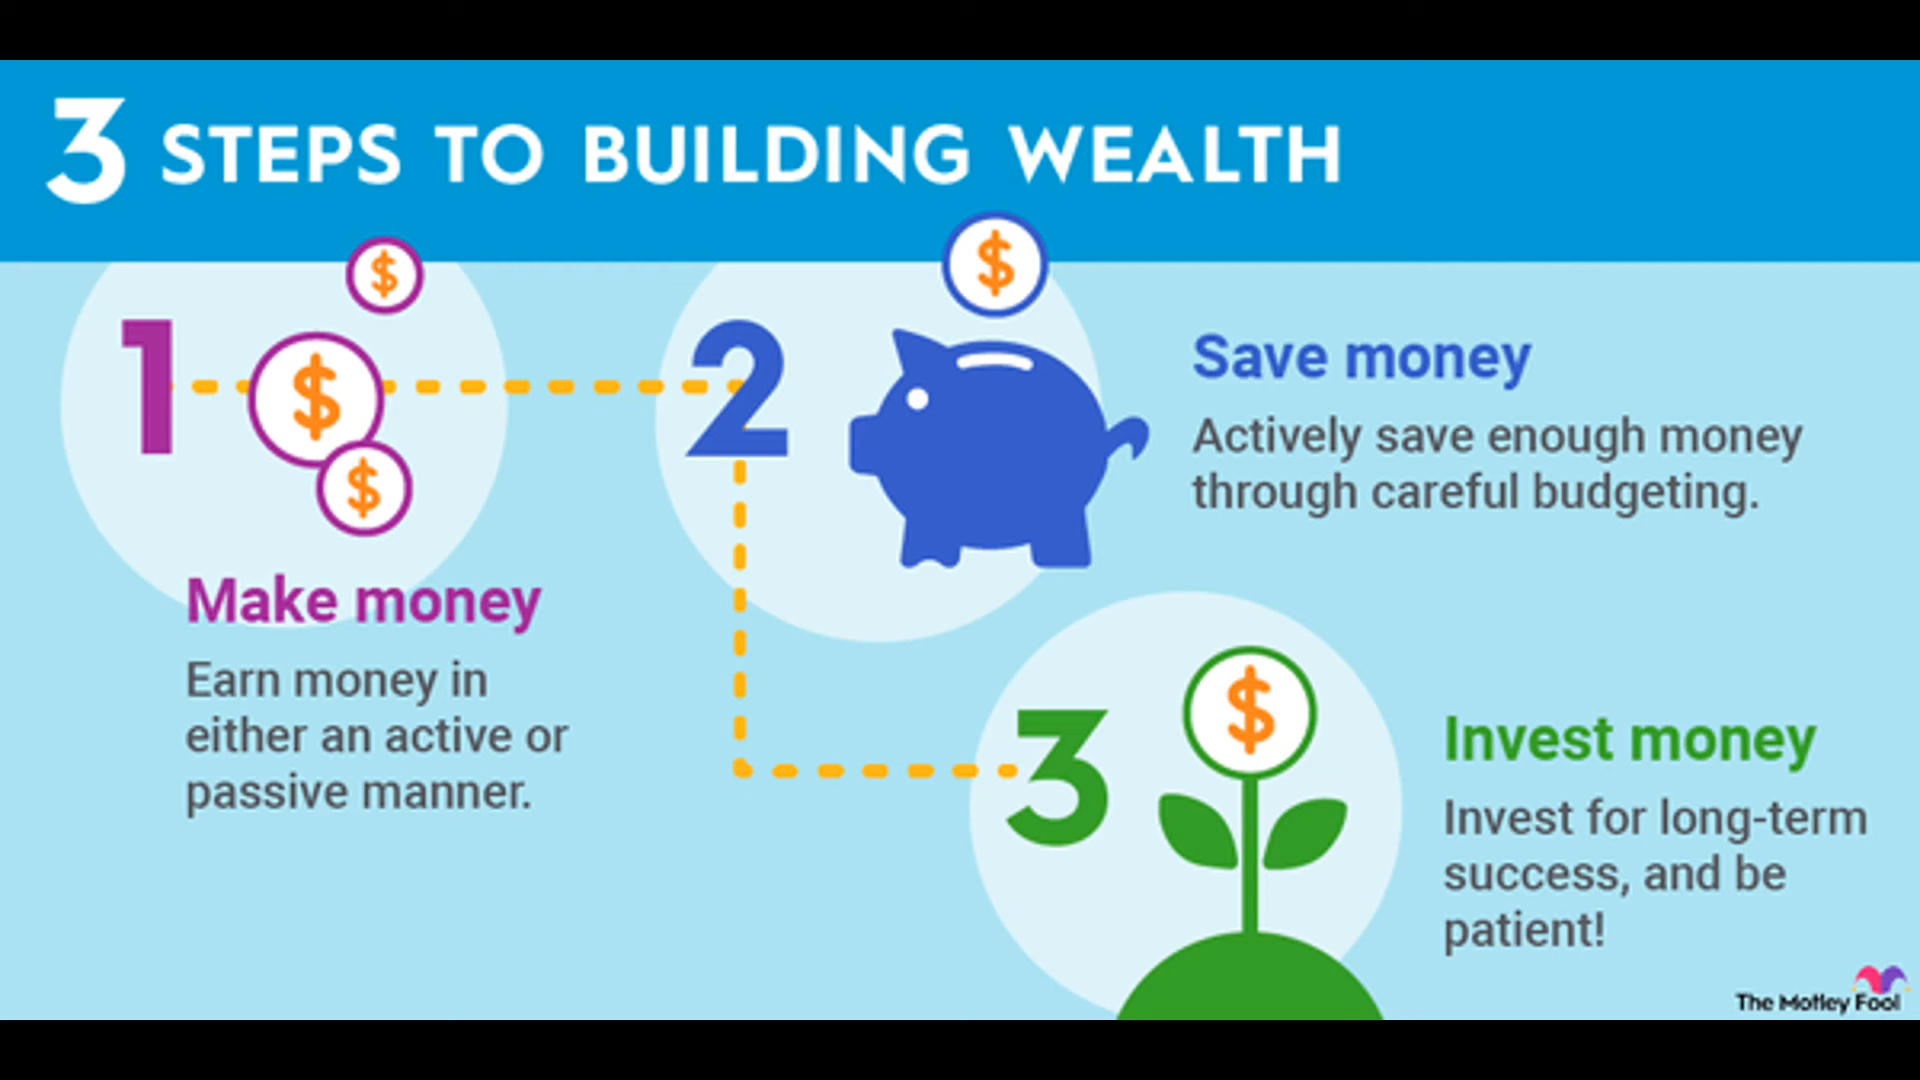 3 STEPS TO BUILDING WEALTH
$
$
$
1
Make money
Earn money in
either an active or
passive manner.
$
2
Save money
Actively save enough money
through careful budgeting.
$
3
Invest money
Invest for long-term
success, and be
patient!
The Motley Fool